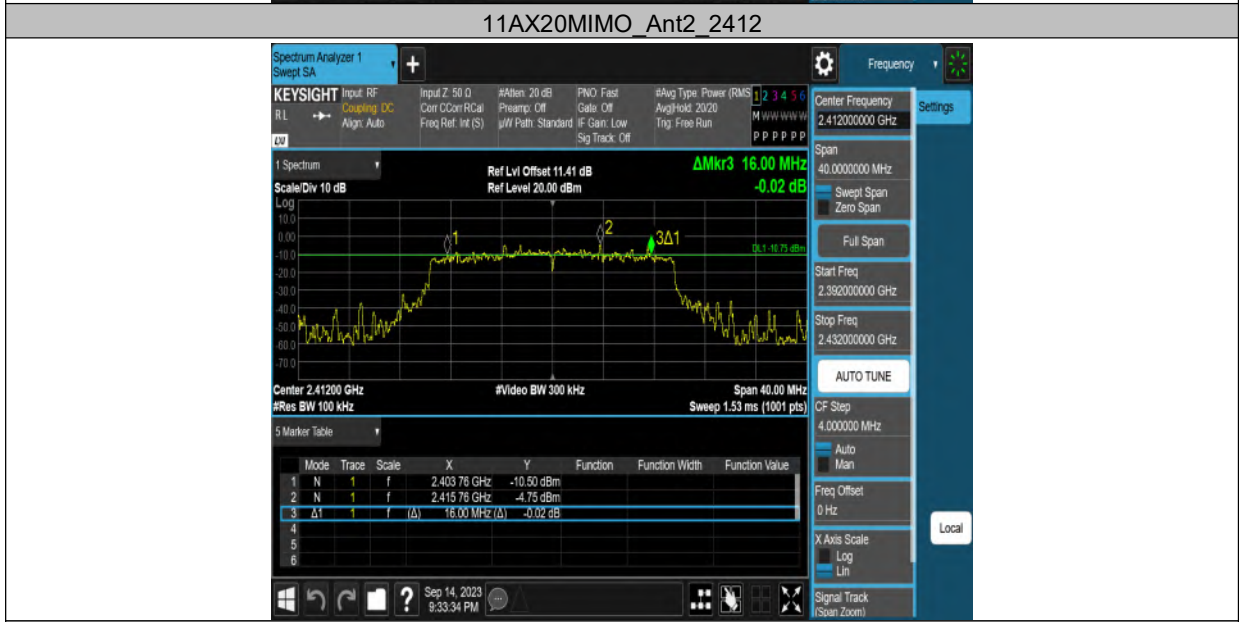 11AX20MIMO_Ant2_2412
Spectrum Analyzer 1
Swept SA
Frequency
KEYSIGHT
RL
LXI
Input: RF
Coupling: DC
Align: Auto
Input Z: 50 Ω
Corr CCorr RCal
Freq Ref: Int (S)
#Atten: 20 dB
Preamp: Off
µW Path: Standard
PNO: Fast
Gate: Off
IF Gain: Low
Sig Track: Off
#Avg Type: Power (RMS
Avg|Hold: 20/20
Trig: Free Run
1 2 3 4 5 6
M W W W W W
P P P P P P
Center Frequency
2.412000000 GHz
Settings
1 Spectrum
Scale/Div 10 dB
Ref Lvl Offset 11.41 dB
Ref Level 20.00 dBm
ΔMkr3 16.00 MHz
-0.02 dB
Span
40.0000000 MHz
Swept Span
Zero Span
Log
10.0
0.00
-10.0
-20.0
-30.0
-40.0
-50.0
-60.0
-70.0
1
2
3Δ1
DL1 -10.75 dBm
Full Span
Start Freq
2.392000000 GHz
Stop Freq
2.432000000 GHz
AUTO TUNE
Center 2.41200 GHz
#Video BW 300 kHz
Span 40.00 MHz
#Res BW 100 kHz
Sweep 1.53 ms (1001 pts)
CF Step
4.000000 MHz
Auto
Man
5 Marker Table
Mode Trace Scale X Y Function Function Width Function Value
1 N 1 f 2.403 76 GHz -10.50 dBm
2 N 1 f 2.415 76 GHz -4.75 dBm
3 Δ1 1 f (Δ) 16.00 MHz (Δ) -0.02 dB
4
5
6
Freq Offset
0 Hz
X Axis Scale
Log
Lin
Local
Signal Track
(Span Zoom)
?
Sep 14, 2023
9:33:34 PM